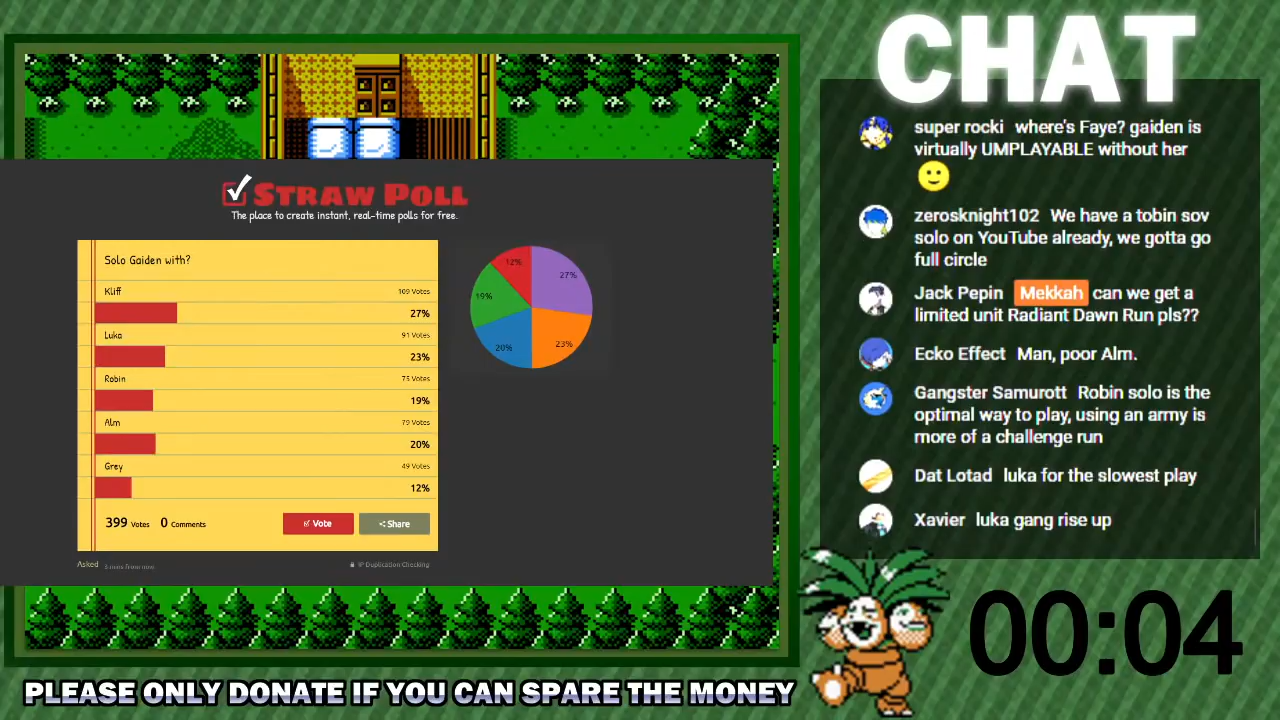 CHAT
super rocki where's Faye? gaiden is
virtually UMPLAYABLE without her
zerosknight102 We have a tobin sov
solo on YouTube already, we gotta go
full circle
Jack Pepin Mekkah can we get a
limited unit Radiant Dawn Run pls??
Ecko Effect Man, poor Alm.
Gangster Samurott Robin solo is the
optimal way to play, using an army is
more of a challenge run
Dat Lotad luka for the slowest play
Xavier luka gang rise up
STRAW POLL
The place to create instant, real-time polls for free.
Solo Gaiden with?
Kliff 109 Votes
27%
Luka 91 Votes
23%
Robin 75 Votes
19%
Alm 79 Votes
20%
Grey 49 Votes
12%
399 Votes 0 Comments Vote Share
Asked IP Duplication Checking
12%
27%
19%
20%
23%
00:04
PLEASE ONLY DONATE IF YOU CAN SPARE THE MONEY